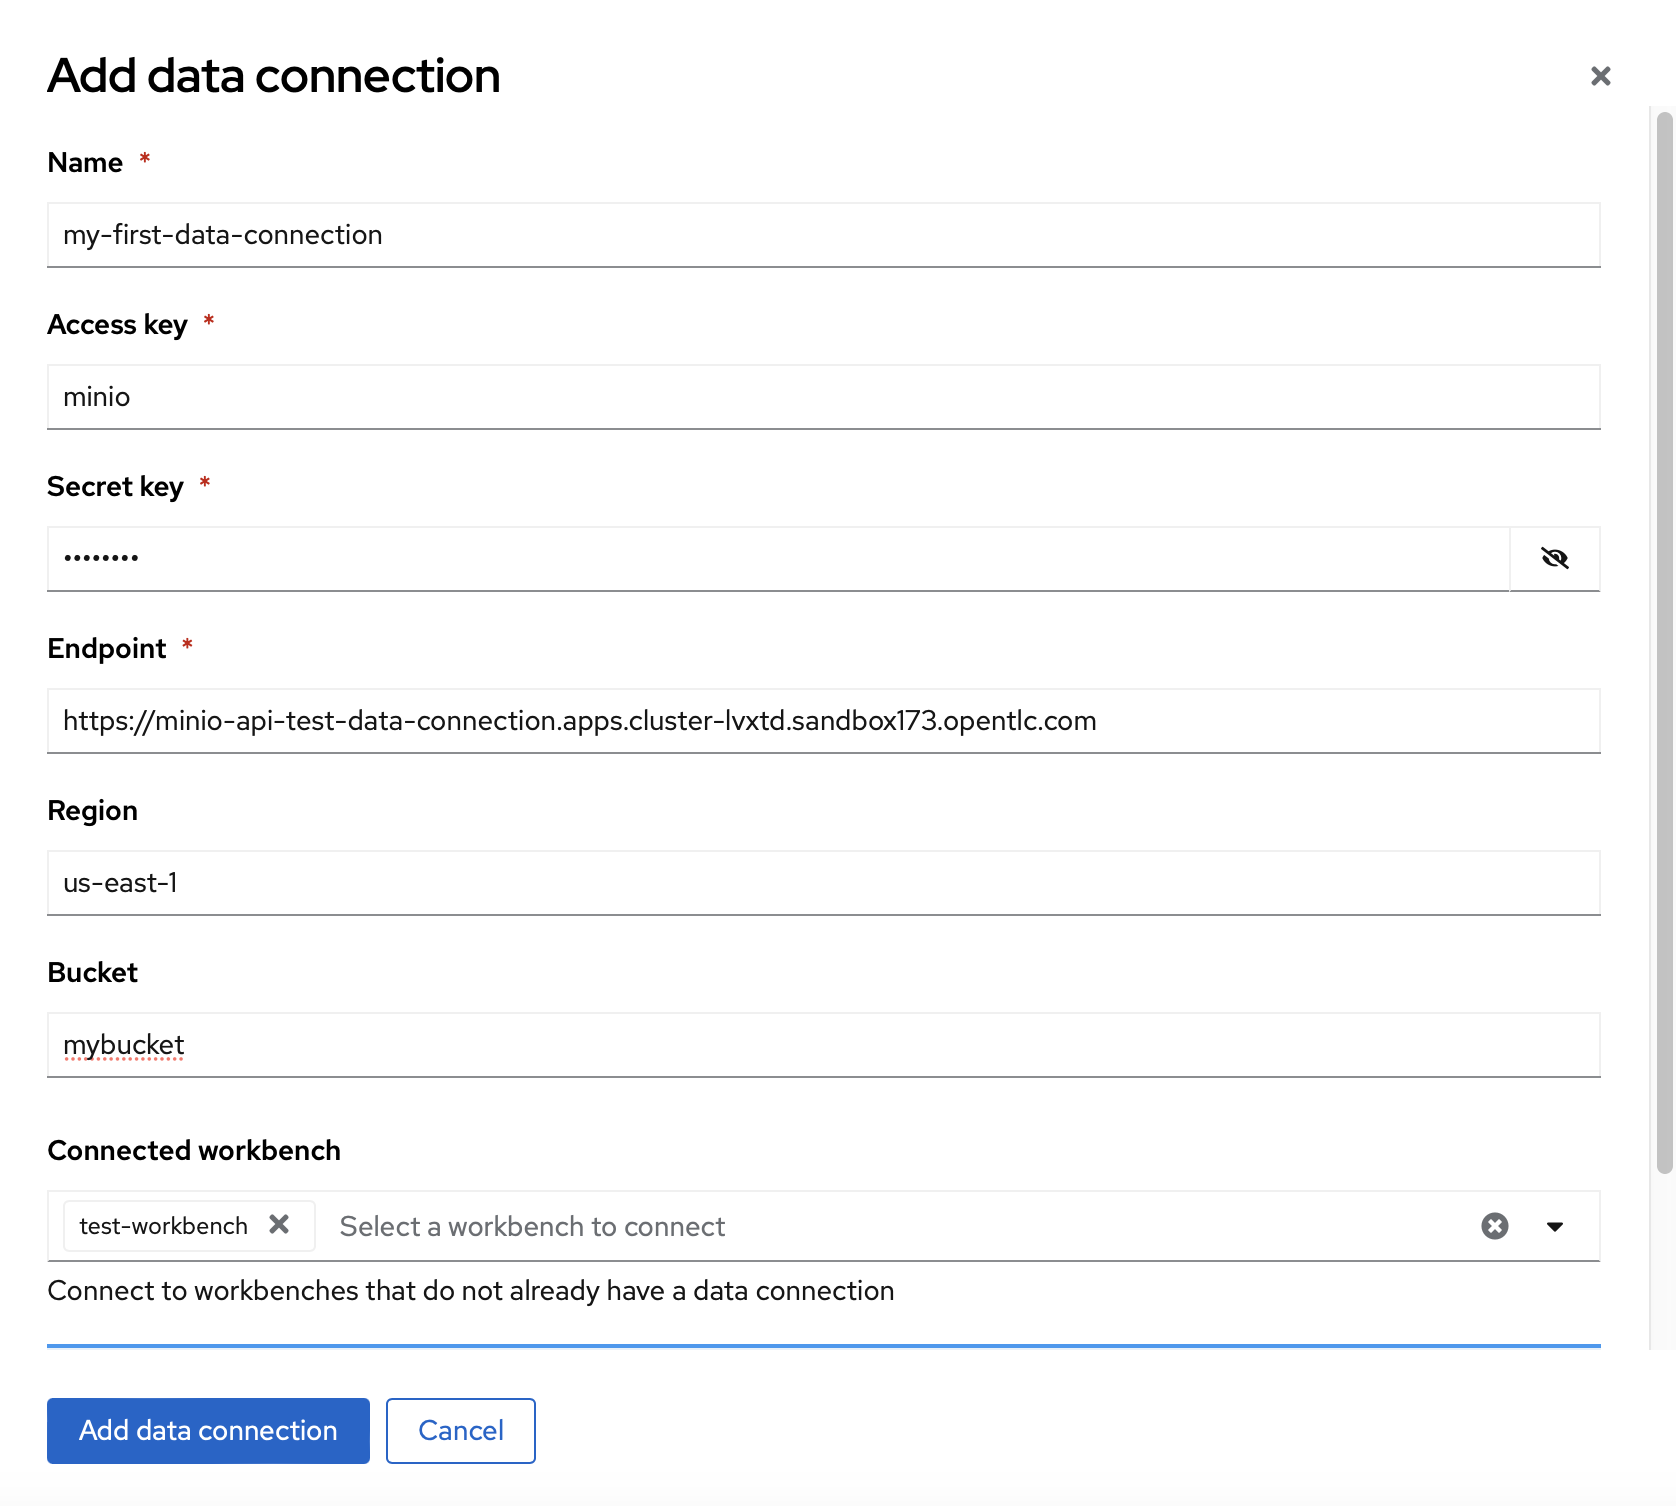 Add data connection
Name *
my-first-data-connection
Access key *
minio
Secret key *
••••••••
Endpoint *
https://minio-api-test-data-connection.apps.cluster-lvxtd.sandbox173.opentlc.com
Region
us-east-1
Bucket
mybucket
Connected workbench
test-workbench Select a workbench to connect
Connect to workbenches that do not already have a data connection
Add data connection Cancel